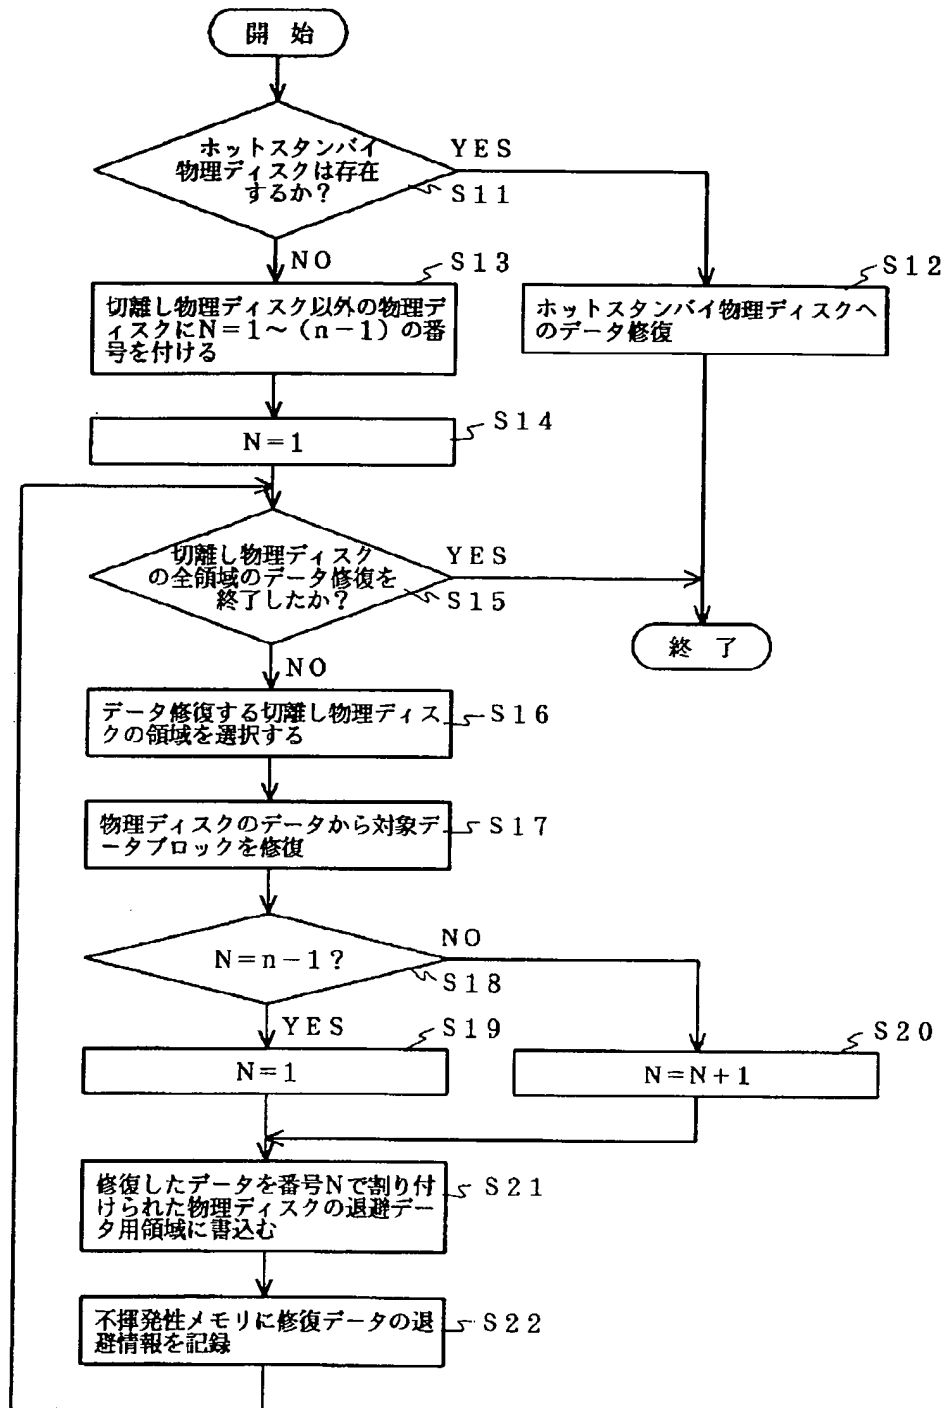 開 始
ホットスタンバイ
物理ディスクは存在
するか?
YES
S11
NO
S13
切離し物理ディスク以外の物理デ
ィスクにN=1~(n-1)の番
号を付ける
S12
ホットスタンバイ物理ディスクへ
のデータ修復
S14
N=1
切離し物理ディスク
の全領域のデータ修復を
終了したか?
YES
S15
終 了
NO
データ修復する切離し物理ディス
クの領域を選択する
S16
物理ディスクのデータから対象デ
ータブロックを修復
S17
N=n-1?
NO
S18
YES
S19
N=1
S20
N=N+1
修復したデータを番号Nで割り付
けられた物理ディスクの退避デー
タ用領域に書込む
S21
不揮発性メモリに修復データの退
避情報を記録
S22